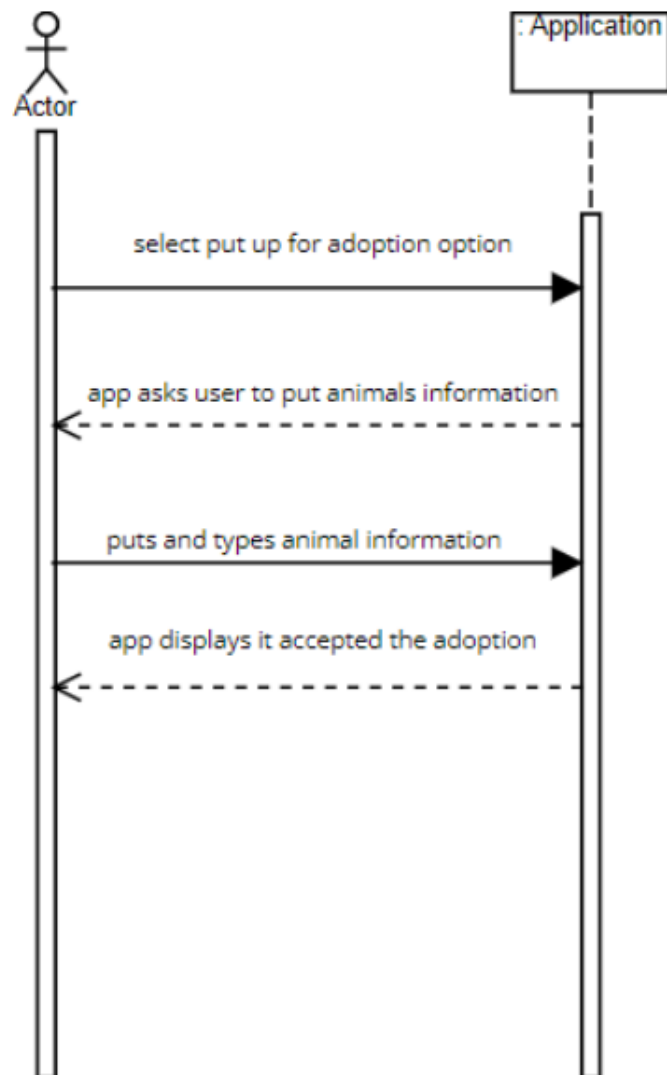 : Application
Actor
select put up for adoption option
app asks user to put animals information
puts and types animal information
app displays it accepted the adoption